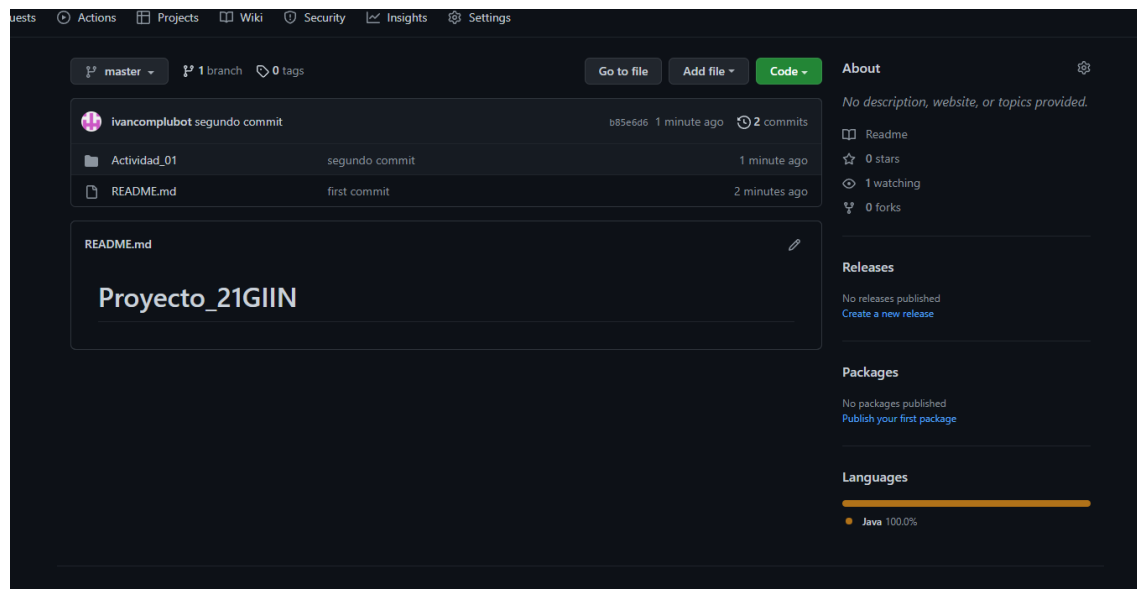 uests Actions Projects Wiki Security Insights Settings
master 1 branch 0 tags Go to file Add file Code
ivancomplubot segundo commit b85e6d6 1 minute ago 2 commits
Actividad_01 segundo commit 1 minute ago
README.md first commit 2 minutes ago
README.md
Proyecto_21GIIN
About
No description, website, or topics provided.
Readme
0 stars
1 watching
0 forks
Releases
No releases published
Create a new release
Packages
No packages published
Publish your first package
Languages
Java 100.0%